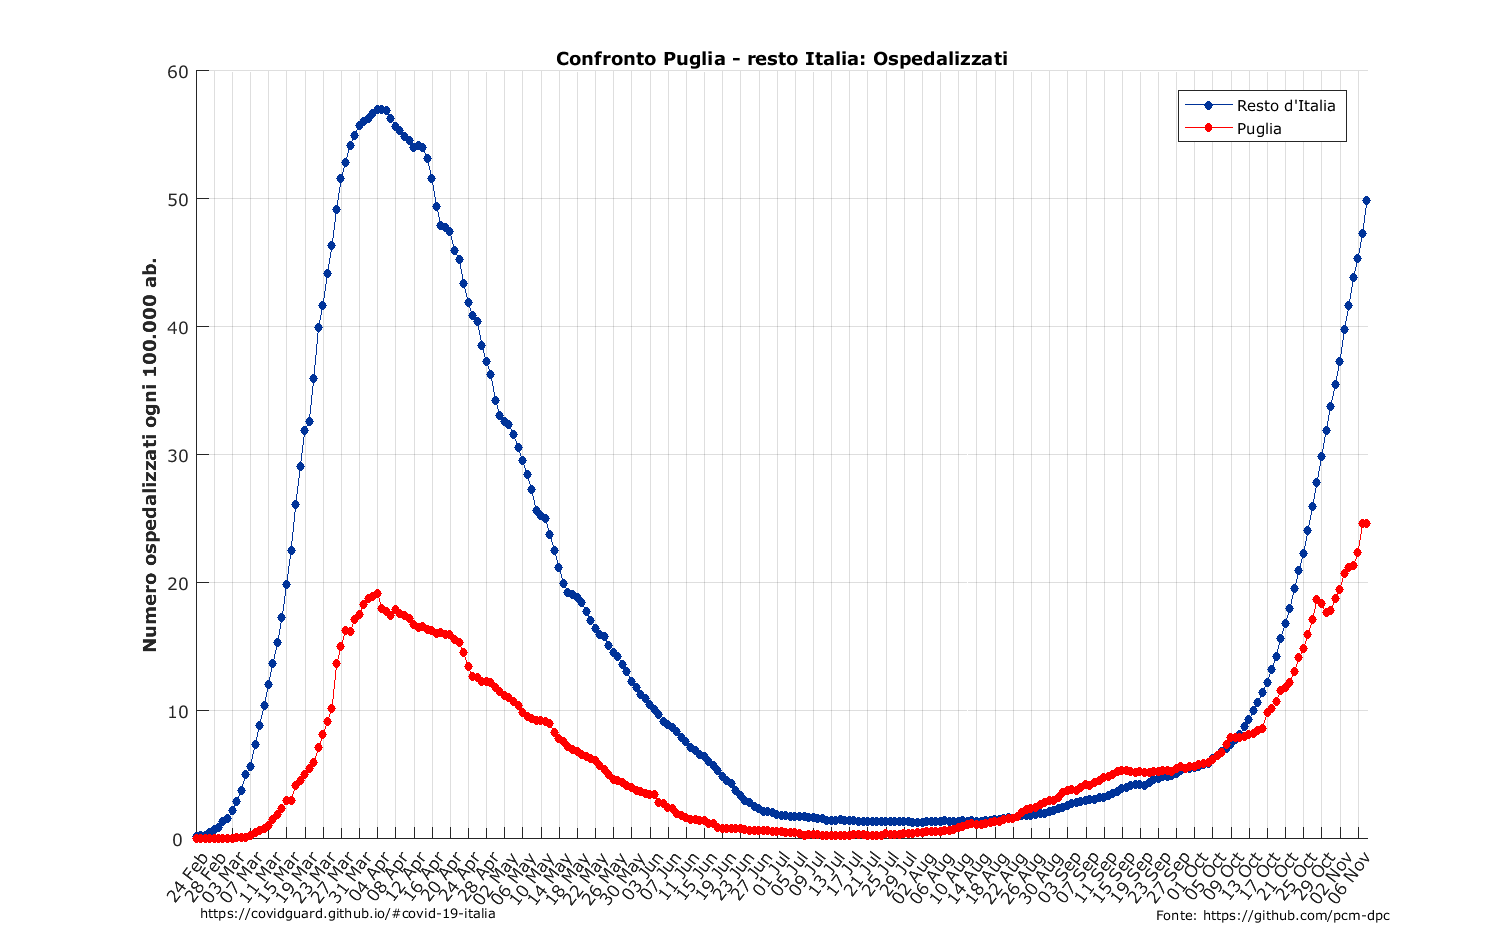 Confronto Puglia - resto Italia: Ospedalizzati
Resto d'Italia
Puglia
Numero ospedalizzati ogni 100.000 ab.
60
50
40
30
20
10
0
24 Feb
28 Feb
03 Mar
07 Mar
11 Mar
15 Mar
19 Mar
23 Mar
27 Mar
31 Mar
04 Apr
08 Apr
12 Apr
16 Apr
20 Apr
24 Apr
28 Apr
02 May
06 May
10 May
14 May
18 May
22 May
26 May
30 May
03 Jun
07 Jun
11 Jun
15 Jun
19 Jun
23 Jun
27 Jun
01 Jul
05 Jul
09 Jul
13 Jul
17 Jul
21 Jul
25 Jul
29 Jul
02 Aug
06 Aug
10 Aug
14 Aug
18 Aug
22 Aug
26 Aug
30 Aug
03 Sep
07 Sep
11 Sep
15 Sep
19 Sep
23 Sep
27 Sep
01 Oct
05 Oct
09 Oct
13 Oct
17 Oct
21 Oct
25 Oct
29 Oct
02 Nov
06 Nov
https://covidguard.github.io/#covid-19-italia
Fonte: https://github.com/pcm-dpc